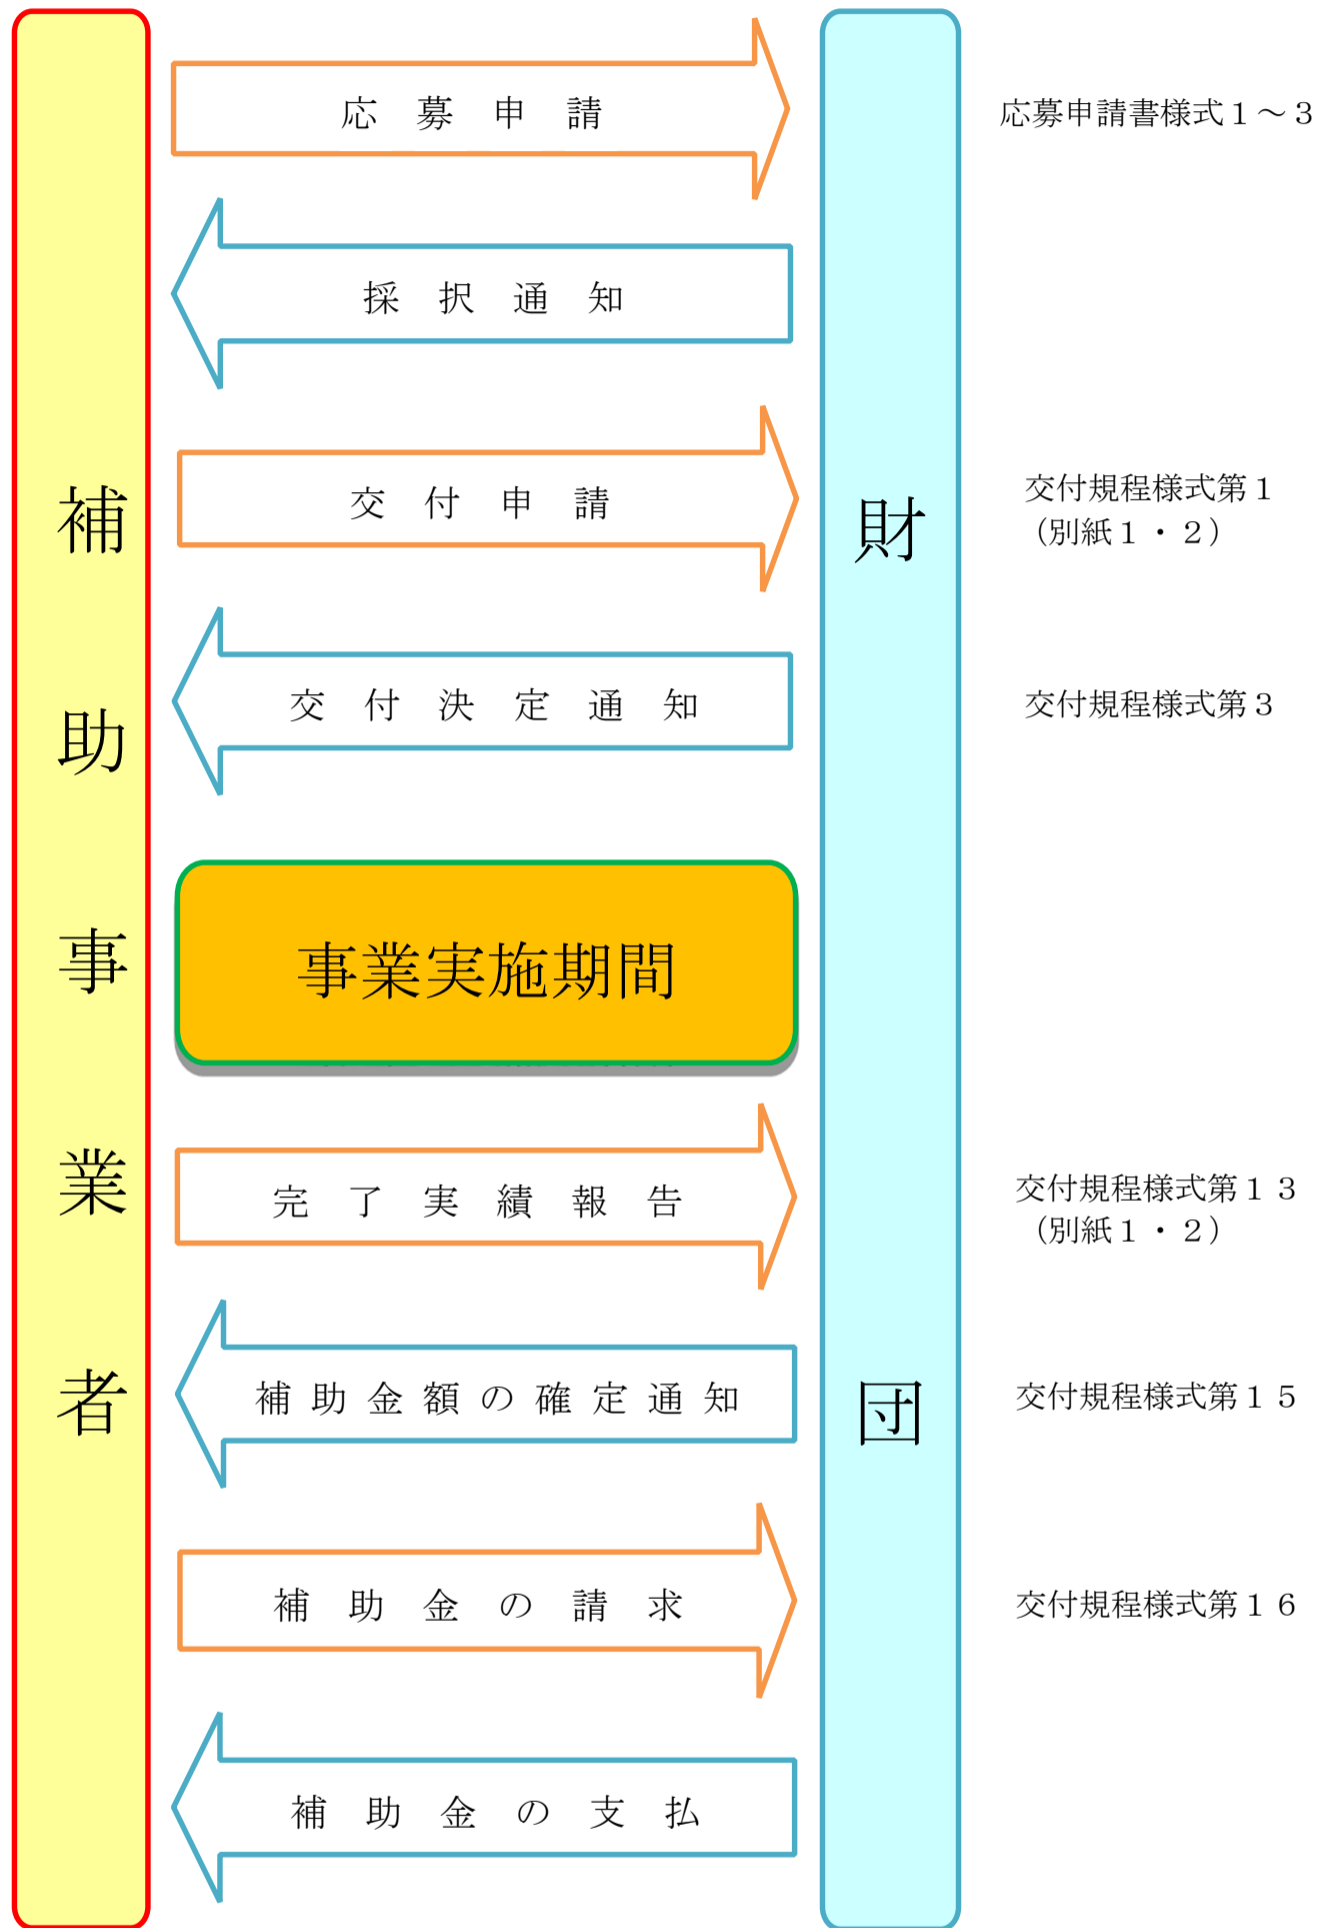 補助事業者
財団
応募申請
応募申請書様式１～３
採択通知
交付申請
交付規程様式第１
（別紙１・２）
交付決定通知
交付規程様式第３
事業実施期間
完了実績報告
交付規程様式第１３
（別紙１・２）
補助金額の確定通知
交付規程様式第１５
補助金の請求
交付規程様式第１６
補助金の支払